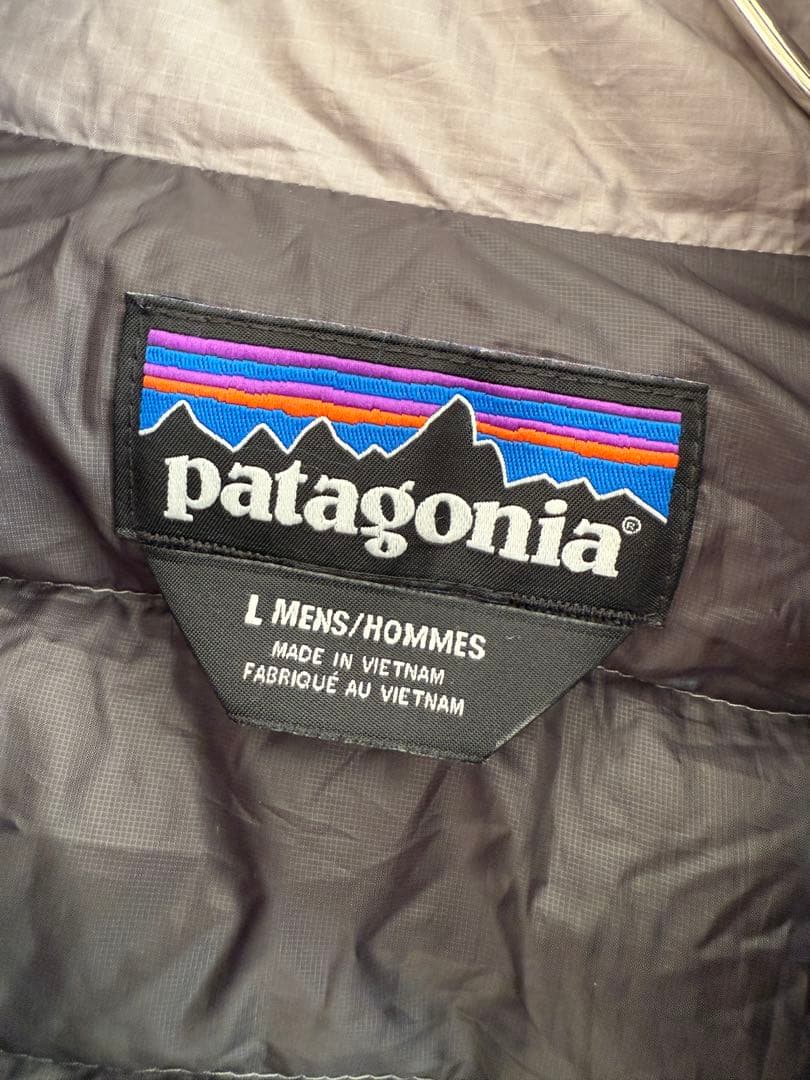 patagonia®
L MENS/HOMMES
MADE IN VIETNAM
FABRIQUÉ AU VIETNAM